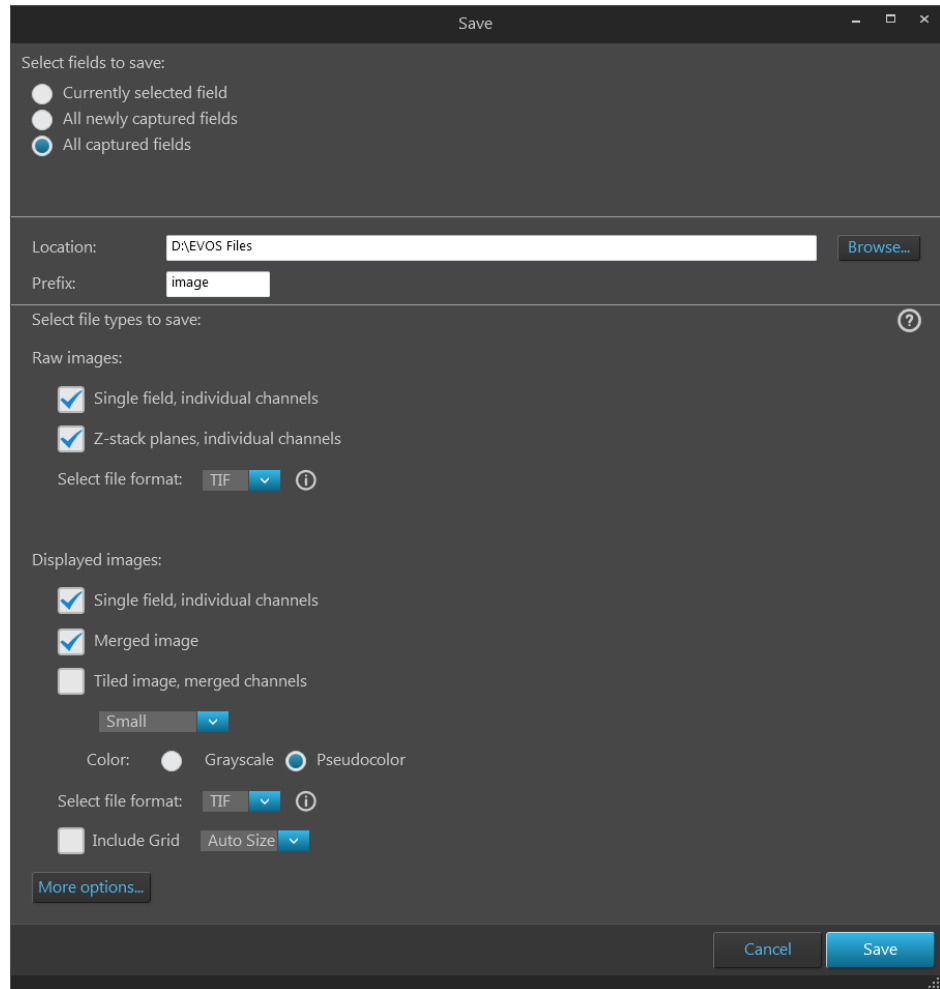 Save
Select fields to save:
Currently selected field
All newly captured fields
All captured fields
Location: D:\EVOS Files Browse...
Prefix: image
Select file types to save: ?
Raw images:
Single field, individual channels
Z-stack planes, individual channels
Select file format: TIF i
Displayed images:
Single field, individual channels
Merged image
Tiled image, merged channels
Small
Color: Grayscale Pseudocolor
Select file format: TIF i
Include Grid Auto Size
More options...
Cancel Save